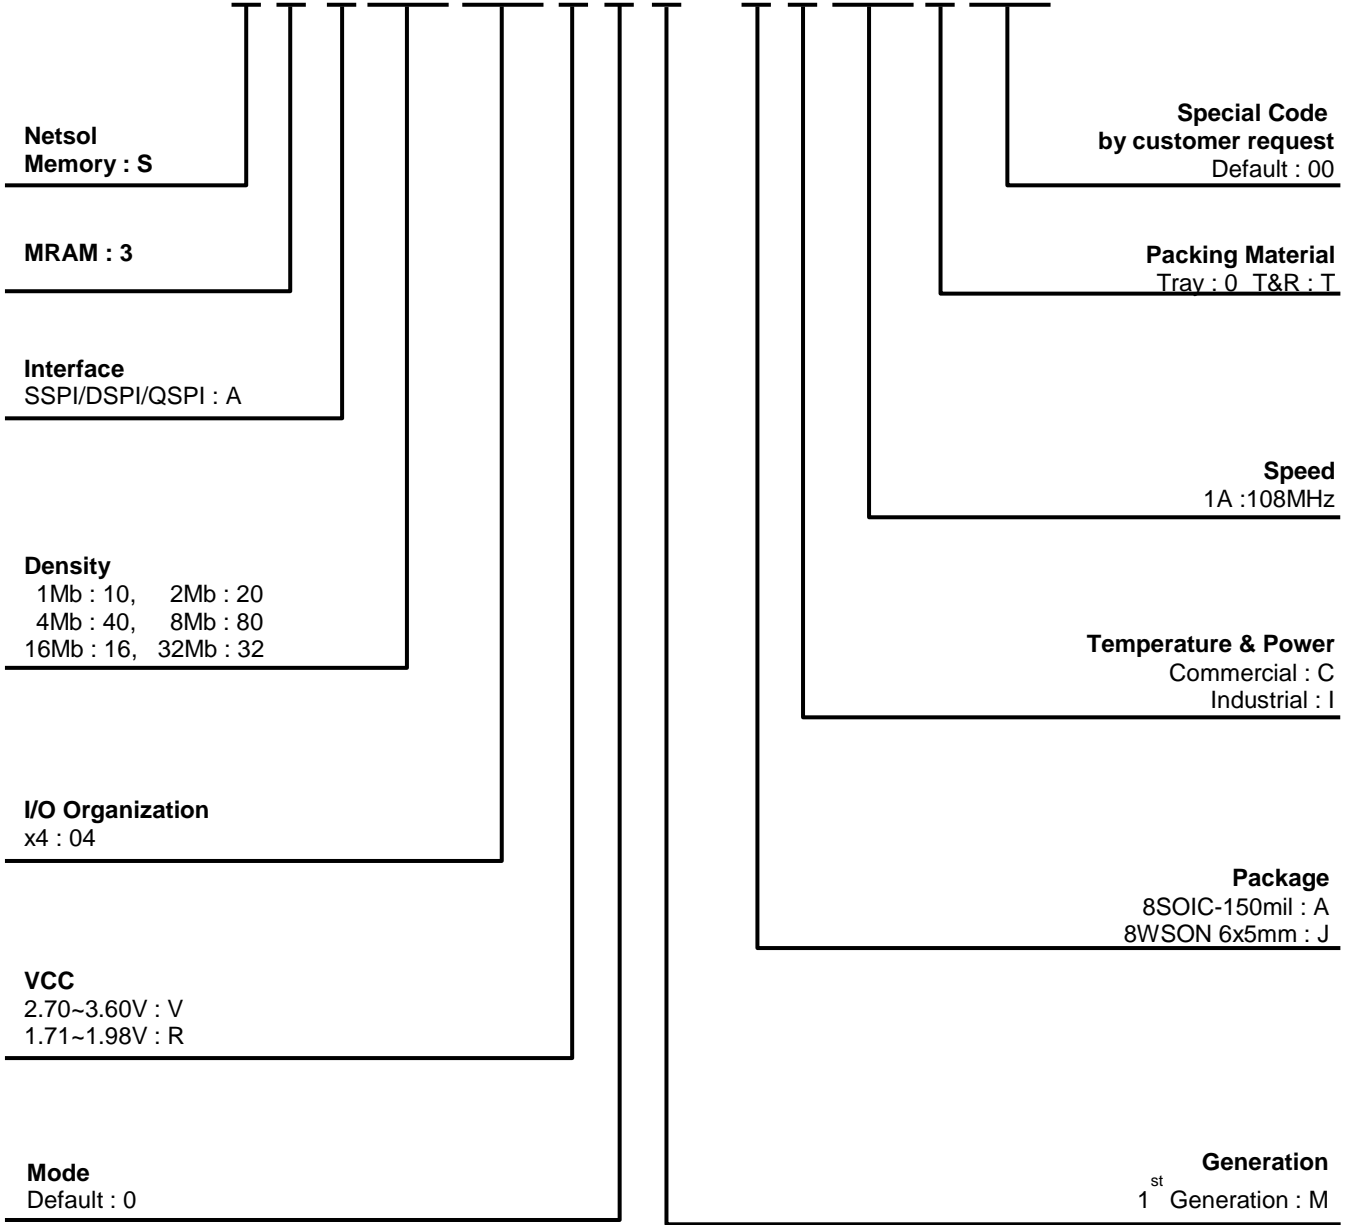 Netsol
Memory : S
MRAM : 3
Interface
SSPI/DSPI/QSPI : A
Density
1Mb : 10, 2Mb : 20
4Mb : 40, 8Mb : 80
16Mb : 16, 32Mb : 32
I/O Organization
x4 : 04
VCC
2.70~3.60V : V
1.71~1.98V : R
Mode
Default : 0
Special Code
by customer request
Default : 00
Packing Material
Tray : 0 T&R : T
Speed
1A :108MHz
Temperature & Power
Commercial : C
Industrial : I
Package
8SOIC-150mil : A
8WSON 6x5mm : J
Generation
1st Generation : M